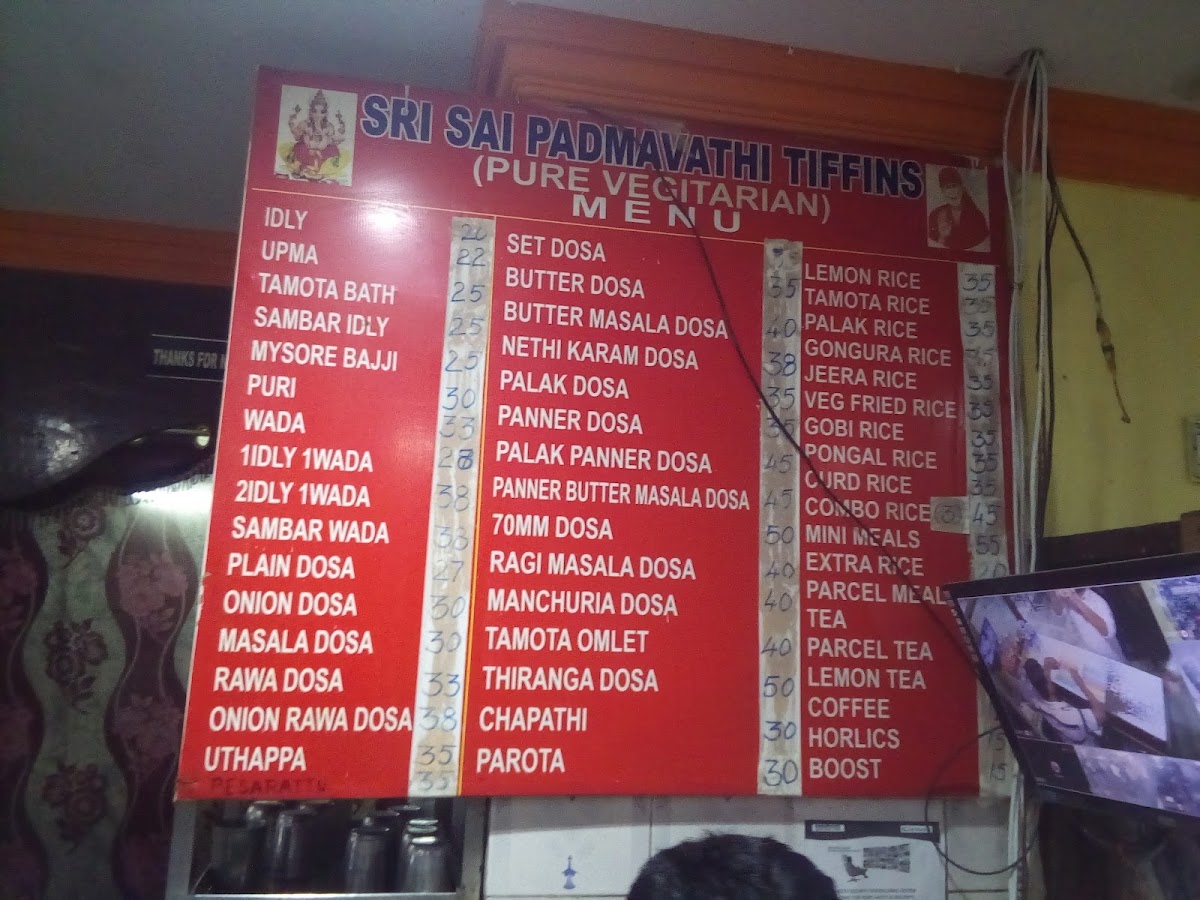 SRI SAI PADMAVATHI TIFFINS
(PURE VEGITARIAN)
MENU
IDLY 20
UPMA 22
TAMOTA BATH 25
SAMBAR IDLY 25
MYSORE BAJJI 25
PURI 30
WADA 33
1IDLY 1WADA 28
2IDLY 1WADA 38
SAMBAR WADA
PLAIN DOSA 27
ONION DOSA 30
MASALA DOSA 30
RAWA DOSA 33
ONION RAWA DOSA 38
UTHAPPA 35
PESARATTU 35
SET DOSA
BUTTER DOSA 35
BUTTER MASALA DOSA 40
NETHI KARAM DOSA 38
PALAK DOSA 35
PANNER DOSA 35
PALAK PANNER DOSA 45
PANNER BUTTER MASALA DOSA 45
70MM DOSA 50
RAGI MASALA DOSA 40
MANCHURIA DOSA 40
TAMOTA OMLET 40
THIRANGA DOSA 50
CHAPATHI 30
PAROTA 30
LEMON RICE 35
TAMOTA RICE 35
PALAK RICE 35
GONGURA RICE
JEERA RICE 35
VEG FRIED RICE 35
GOBI RICE 35
PONGAL RICE 35
CURD RICE 35
COMBO RICE 45
MINI MEALS 55
EXTRA RICE
PARCEL MEAL
TEA
PARCEL TEA
LEMON TEA
COFFEE
HORLICS
BOOST
THANKS FOR